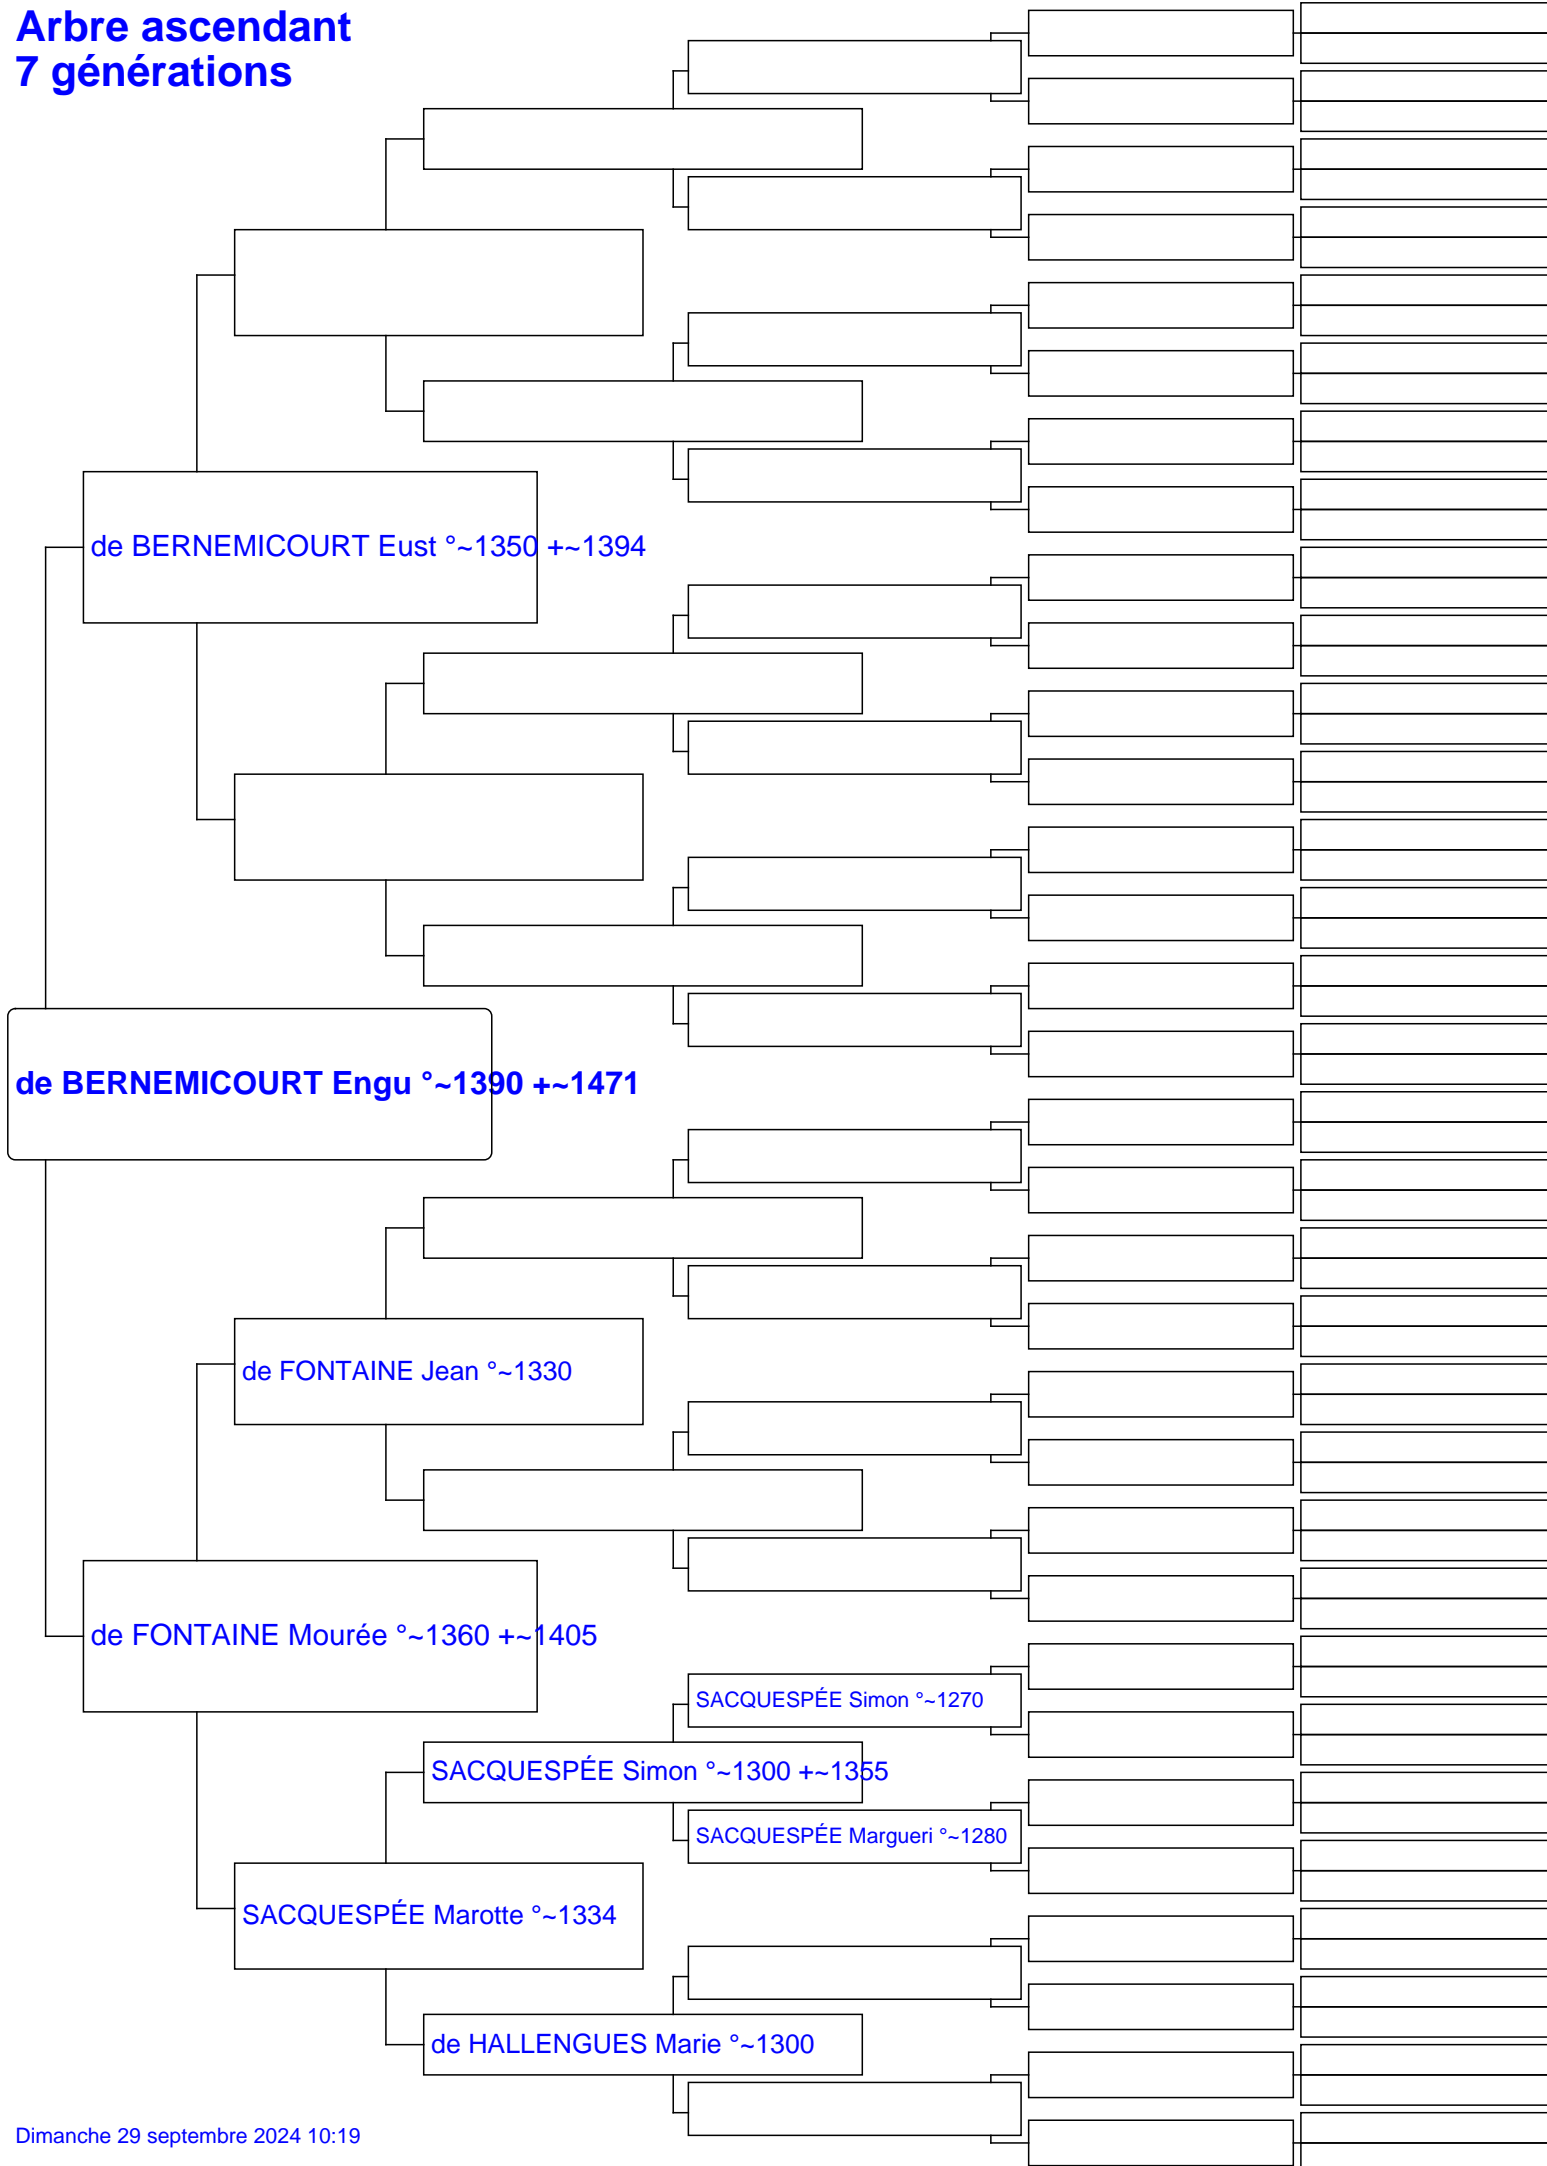 Arbre ascendant
7 générations
de BERNEMICOURT Eust °~1350 +~1394
de BERNEMICOURT Engu °~1390 +~1471
de FONTAINE Jean °~1330
de FONTAINE Mourée °~1360 +~1405
SACQUESPÉE Simon °~1270
SACQUESPÉE Simon °~1300 +~1355
SACQUESPÉE Margueri °~1280
SACQUESPÉE Marotte °~1334
de HALLENGUES Marie °~1300
Dimanche 29 septembre 2024 10:19